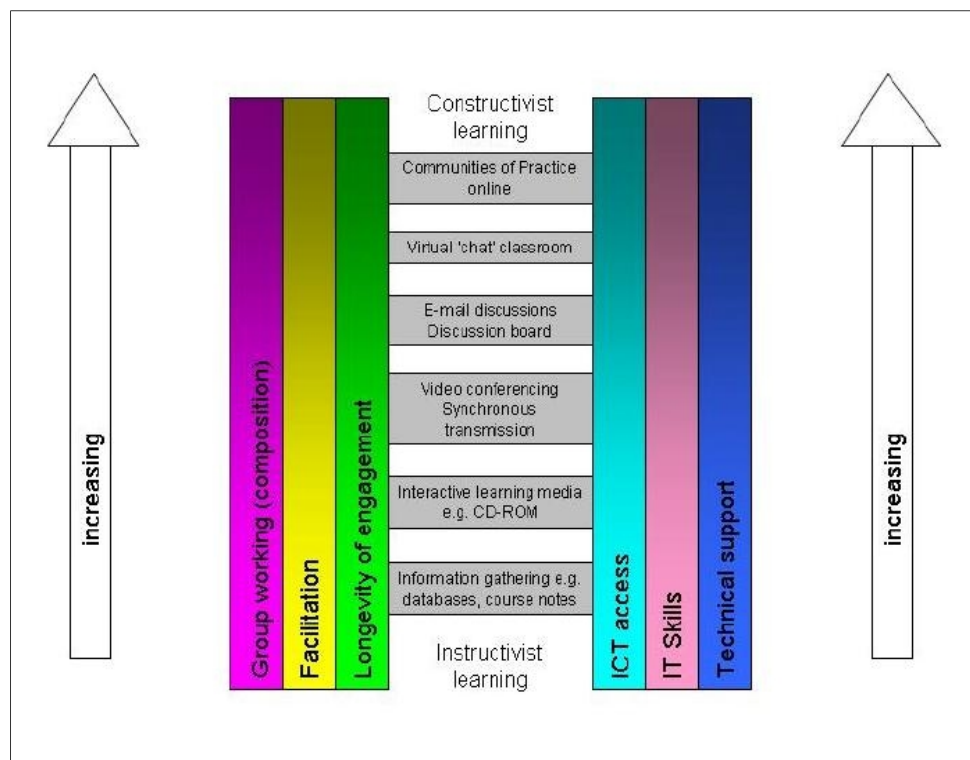 increasing
Group working (composition)
Facilitation
Longevity of engagement
Constructivist
learning
Communities of Practice
online
Virtual 'chat' classroom
E-mail discussions
Discussion board
Video conferencing
Synchronous
transmission
Interactive learning media
e.g. CD-ROM
Information gathering e.g.
databases, course notes
Instructivist
learning
ICT access
IT Skills
Technical support
increasing